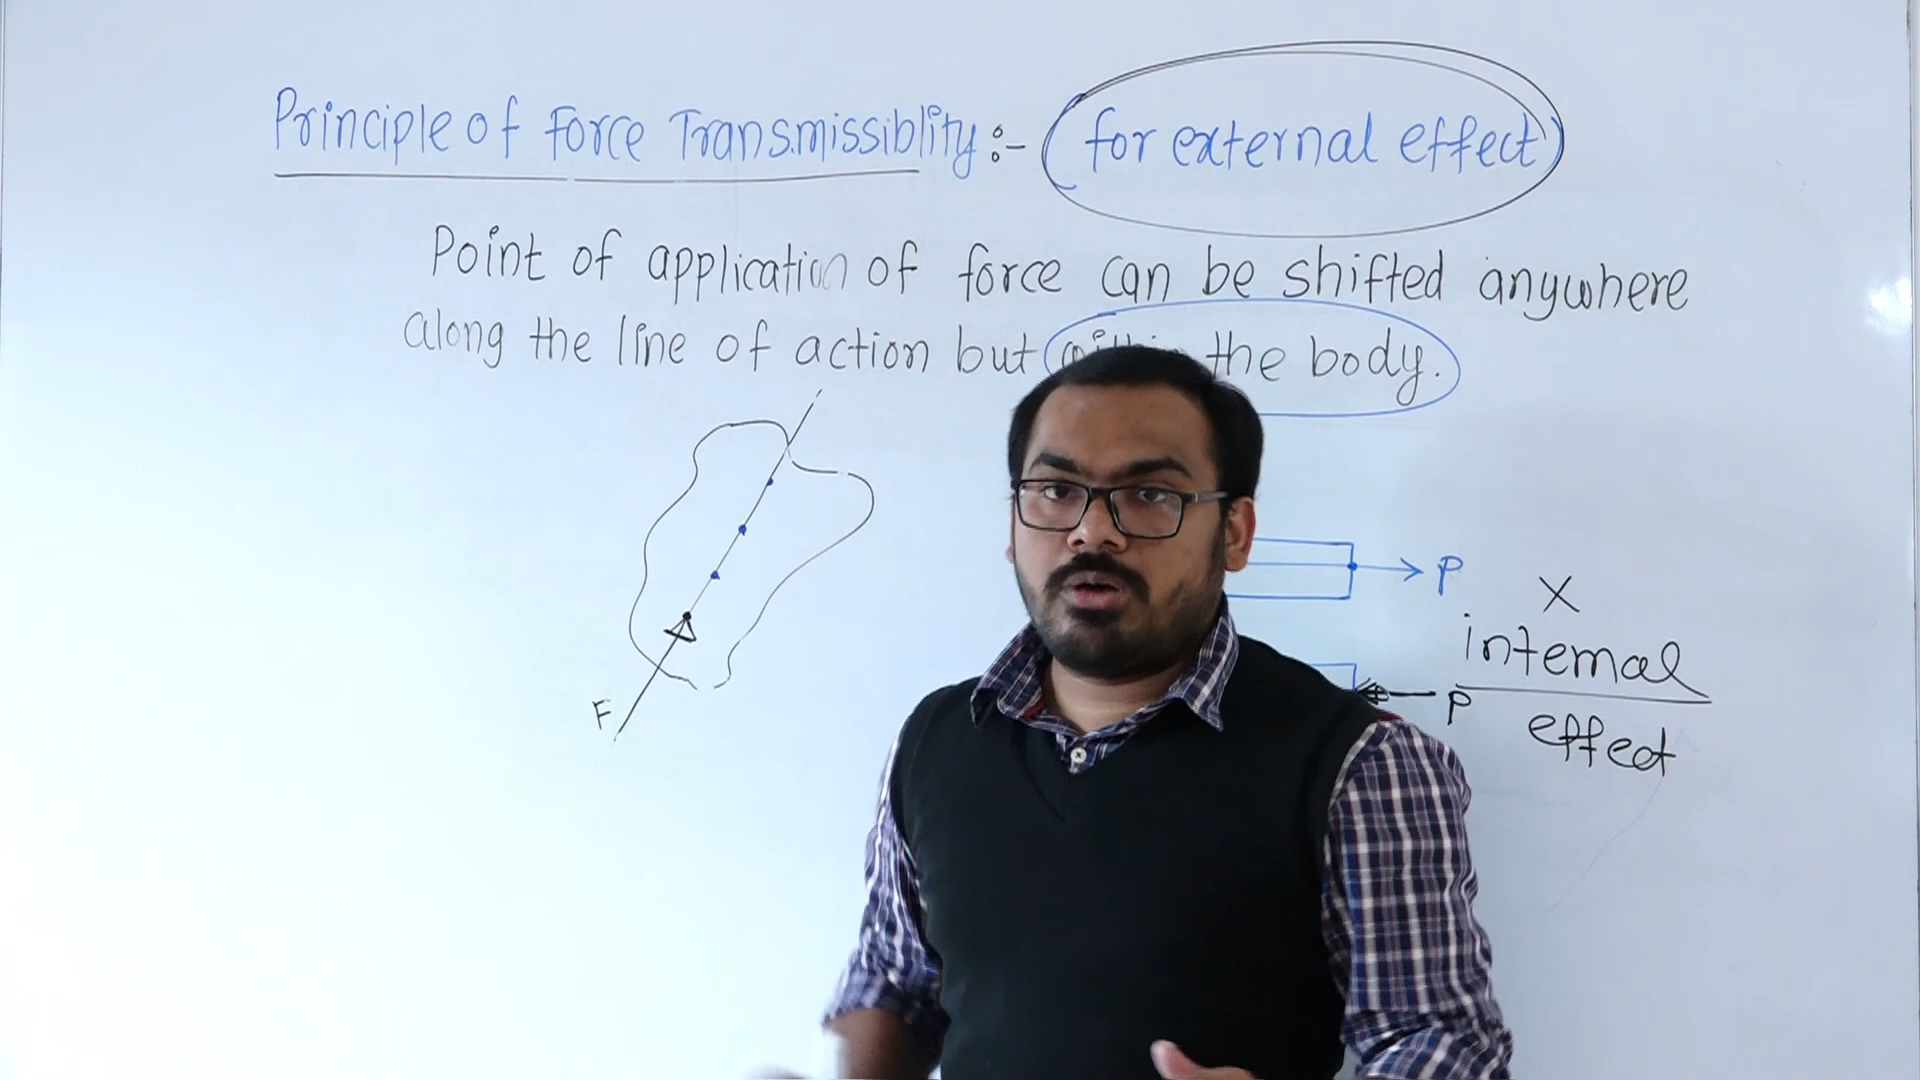 Principle of Force Transmissiblity :- (for external effect)
Point of application of force can be shifted anywhere
along the line of action but the body.
F
P
X
internal
P
effect